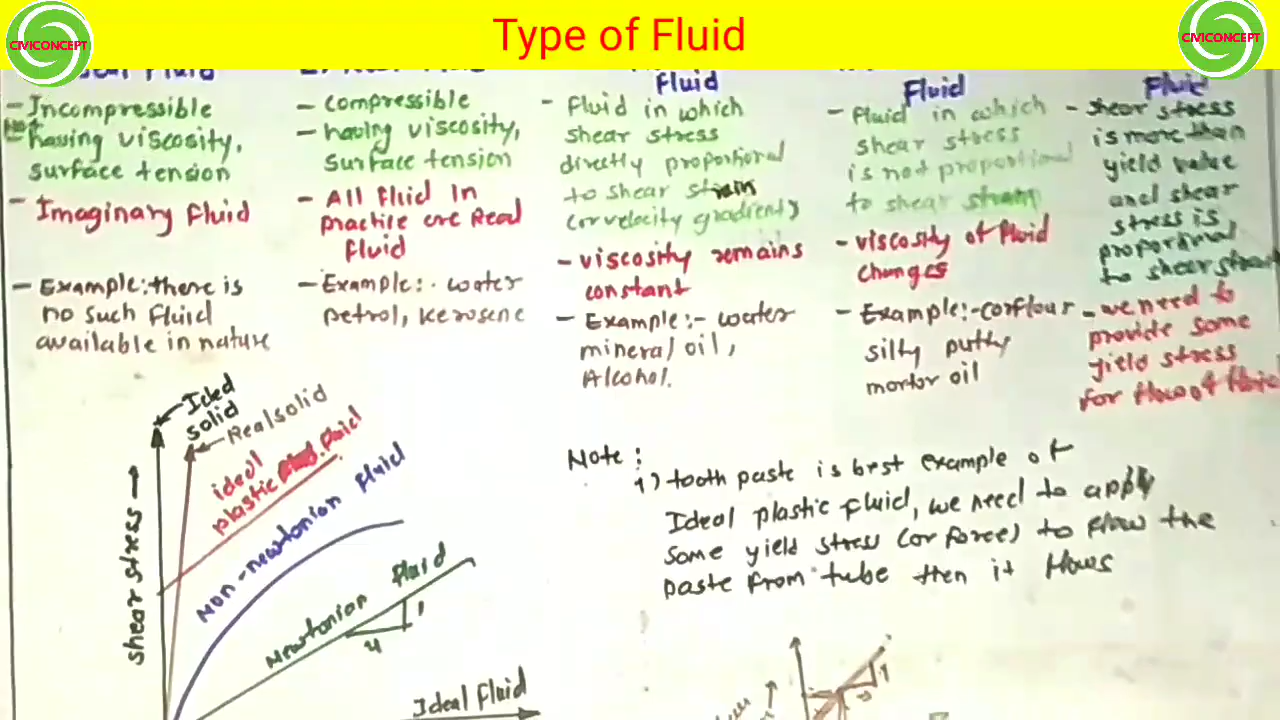 Type of Fluid
CIVICONCEPT
CIVICONCEPT
Fluid
- Incompressible
having viscosity,
surface tension
- Imaginary Fluid
- Example: there is
no such fluid
available in nature
- compressible
- having viscosity,
surface tension
- All Fluid In
practice are Real
fluid
- Example:- water
petrol, kerosene
Fluid
- Fluid in which
shear stress
directly proportional
to shear strain
(or velocity gradient)
- viscosity remains
constant
- Example:- water
mineral oil,
Alcohol.
Fluid
- Fluid in which
shear stress
is not proportional
to shear strain
- viscosity of fluid
changes
- Example:- corflour
silty putty
mortor oil
Fluid
- shear stress
is more than
yield value
and shear
stress is
proportional
to shear strain
- we need to
provide some
yield stress
for flow of fluid
shear stress →
Ided
solid
Real solid
ideal
plastic fluid
Non-newtonion Fluid
Newtonion Fluid
1
4
Ideal Fluid
Note:
1) tooth paste is best example of
Ideal plastic fluid, we need to apply
some yield stress (or force) to flow the
paste from tube then it flows